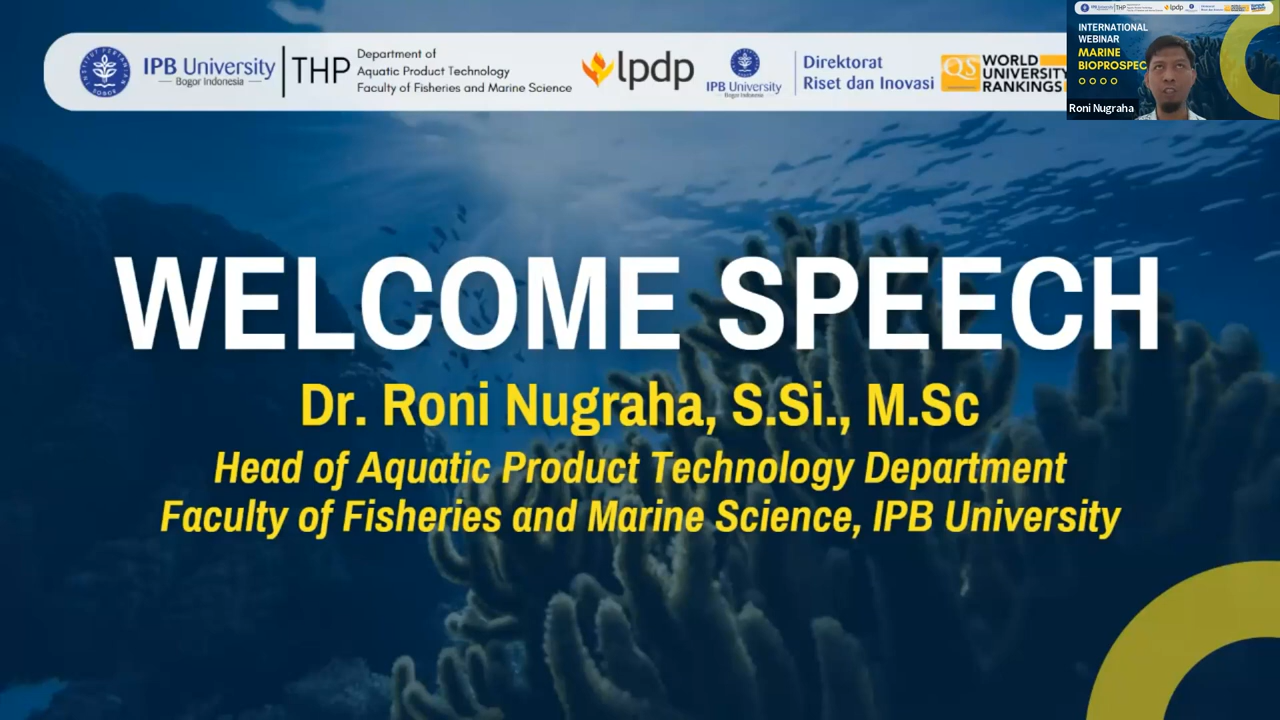 IPB University
Bogor Indonesia
THP
Department of
Aquatic Product Technology
Faculty of Fisheries and Marine Science
lpdp
IPB University
Bogor Indonesia
Direktorat
Riset dan Inovasi
QS
WORLD
UNIVERSITY
RANKINGS
INTERNATIONAL
WEBINAR
MARINE
BIOPROSPEC
Roni Nugraha
WELCOME SPEECH
Dr. Roni Nugraha, S.Si., M.Sc
Head of Aquatic Product Technology Department
Faculty of Fisheries and Marine Science, IPB University